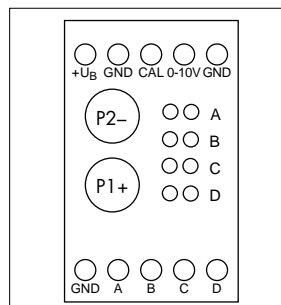 +UB GND CAL 0-10V GND
P2− A
B
P1+ C
D
GND A B C D